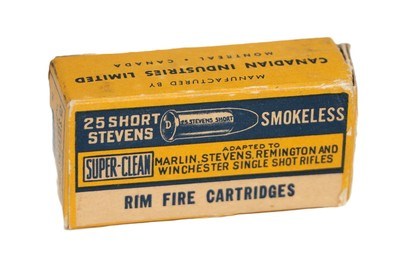 MANUFACTURED BY
CANADIAN INDUSTRIES LIMITED
MONTREAL • CANADA
25 SHORT
STEVENS
D 25 STEVENS SHORT
SMOKELESS
SUPER-CLEAN
ADAPTED TO
MARLIN, STEVENS, REMINGTON AND
WINCHESTER SINGLE SHOT RIFLES
RIM FIRE CARTRIDGES